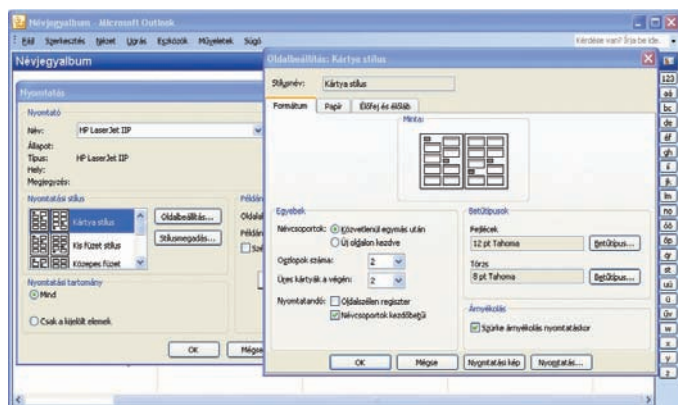 Névjegyalbum - Microsoft Outlook
Fájl Szerkesztés Nézet Ugrás Eszközök Műveletek Súgó
Kérdése van? Írja be ide.
Névjegyalbum
Nyomtatás
Nyomtató
Név: HP LaserJet IIP
Állapot:
Típus: HP LaserJet IIP
Hely:
Megjegyzés:
Nyomtatási stílus
Kártya stílus
Kis füzet stílus
Közepes füzet
Oldalbeállítás...
Stílusmegadás...
Nyomtatási tartomány
Mind
Csak a kijelölt elemek
OK
Mégse
Oldalbeállítás: Kártya stílus
Stílusnév: Kártya stílus
Formátum Papír Élőfej és élőláb
Minta:
Egyebek
Névcsoportok: Közvetlenül egymás után
Új oldalon kezdve
Oszlopok száma: 2
Üres kártyák a végén: 2
Nyomtatandó: Oldalszélen regiszter
Névcsoportok kezdőbetűi
Betűtípusok
Fejlécek
12 pt Tahoma Betűtípus...
Törzs
8 pt Tahoma Betűtípus...
Árnyékolás
Szürke árnyékolás nyomtatáskor
OK Mégse Nyomtatási kép Nyomtatás...
123
aá
bc
de
éf
gh
ií
jk
lm
no
óö
őp
qr
st
uú
ü
űv
w
x
y
z